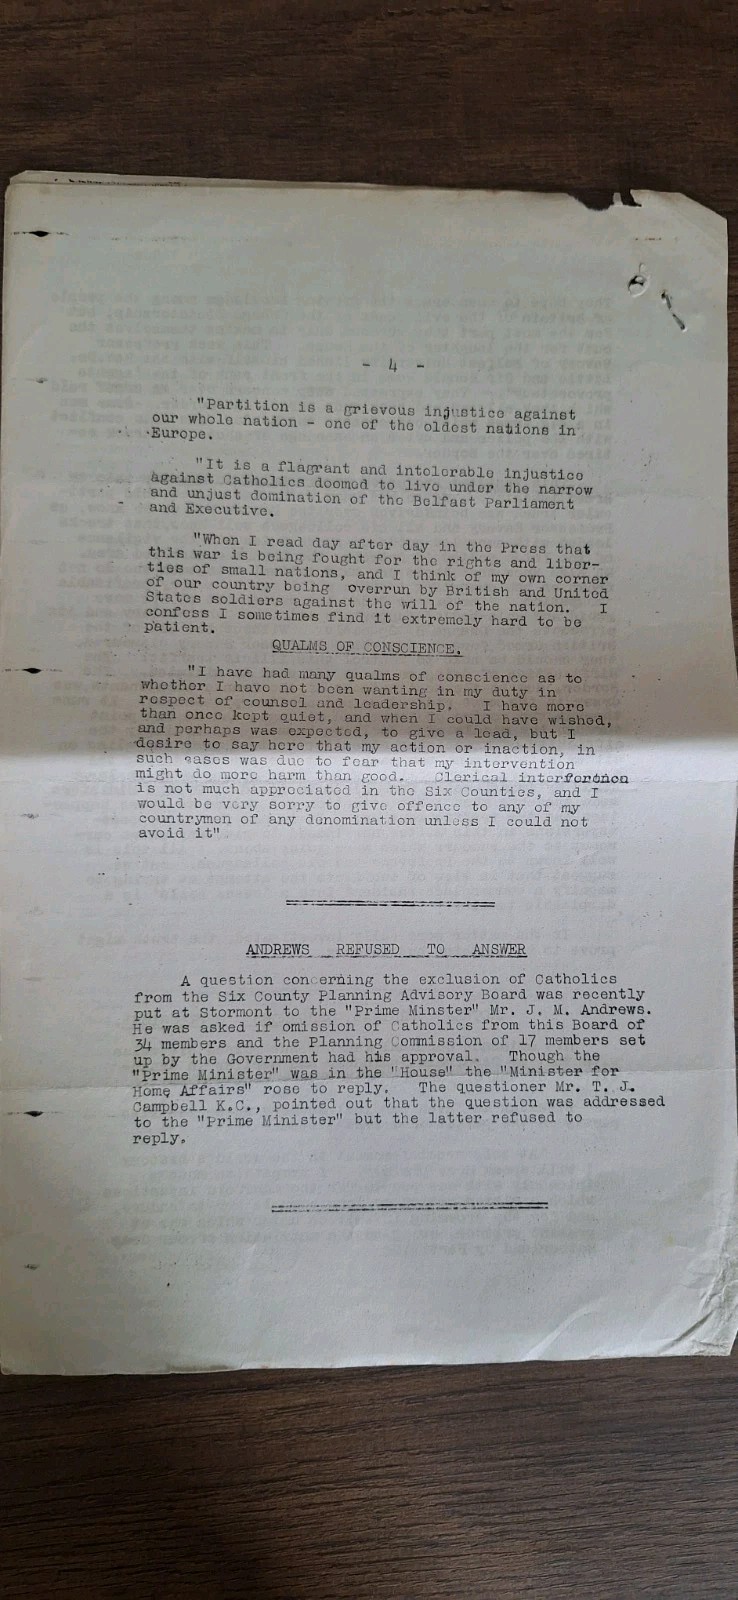 - 4 -
"Partition is a grievous injustice against
our whole nation - one of the oldest nations in
Europe.
"It is a flagrant and intolerable injustice
against Catholics doomed to live under the narrow
and unjust domination of the Belfast Parliament
and Executive.
"When I read day after day in the Press that
this war is being fought for the rights and liber-
ties of small nations, and I think of my own corner
of our country being overrun by British and United
States soldiers against the will of the nation. I
confess I sometimes find it extremely hard to be
patient.
QUALMS OF CONSCIENCE.
"I have had many qualms of conscience as to
whether I have not been wanting in my duty in
respect of counsel and leadership. I have more
than once kept quiet, and when I could have wished,
and perhaps was expected, to give a lead, but I
desire to say here that my action or inaction, in
such cases was due to fear that my intervention
might do more harm than good. Clerical interference
is not much appreciated in the Six Counties, and I
would be very sorry to give offence to any of my
countrymen of any denomination unless I could not
avoid it"
ANDREWS REFUSED TO ANSWER
A question concerning the exclusion of Catholics
from the Six County Planning Advisory Board was recently
put at Stormont to the "Prime Minster" Mr. J. M. Andrews.
He was asked if omission of Catholics from this Board of
34 members and the Planning Commission of 17 members set
up by the Government had his approval. Though the
"Prime Minister" was in the "House" the "Minister for
Home Affairs" rose to reply. The questioner Mr. T. J.
Campbell K.C., pointed out that the question was addressed
to the "Prime Minister" but the latter refused to
reply.